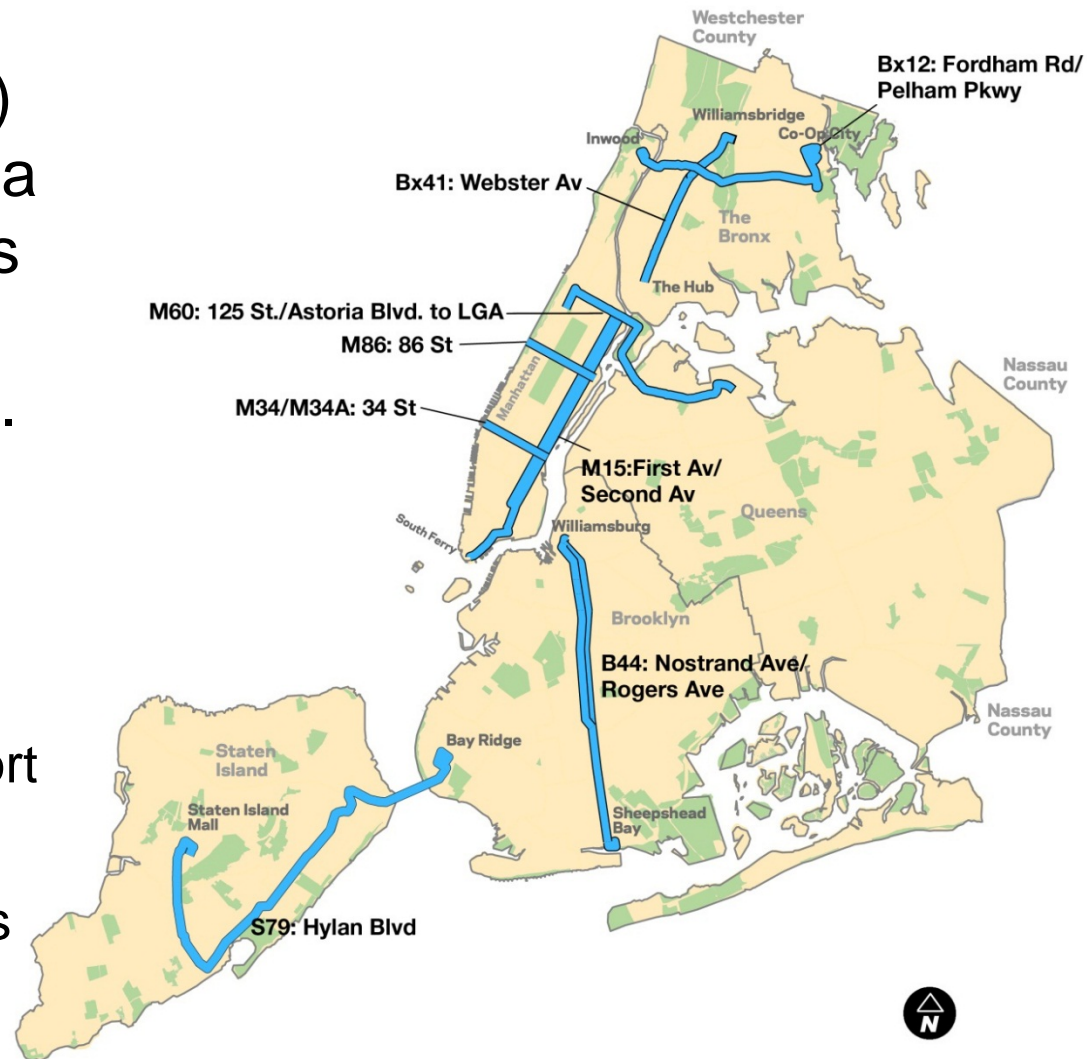 )
a
s
.
ort
s
Westchester
County
Bx12: Fordham Rd/
Pelham Pkwy
Williamsbridge
Co-Op City
Inwood
Bx41: Webster Av
The
Bronx
The Hub
M60: 125 St./Astoria Blvd. to LGA
M86: 86 St
Nassau
County
Manhattan
M34/M34A: 34 St
M15:First Av/
Second Av
Queens
South Ferry
Williamsburg
Brooklyn
B44: Nostrand Ave/
Rogers Ave
Nassau
County
Bay Ridge
Staten
Island
Staten Island
Mall
Sheepshead
Bay
S79: Hylan Blvd
N